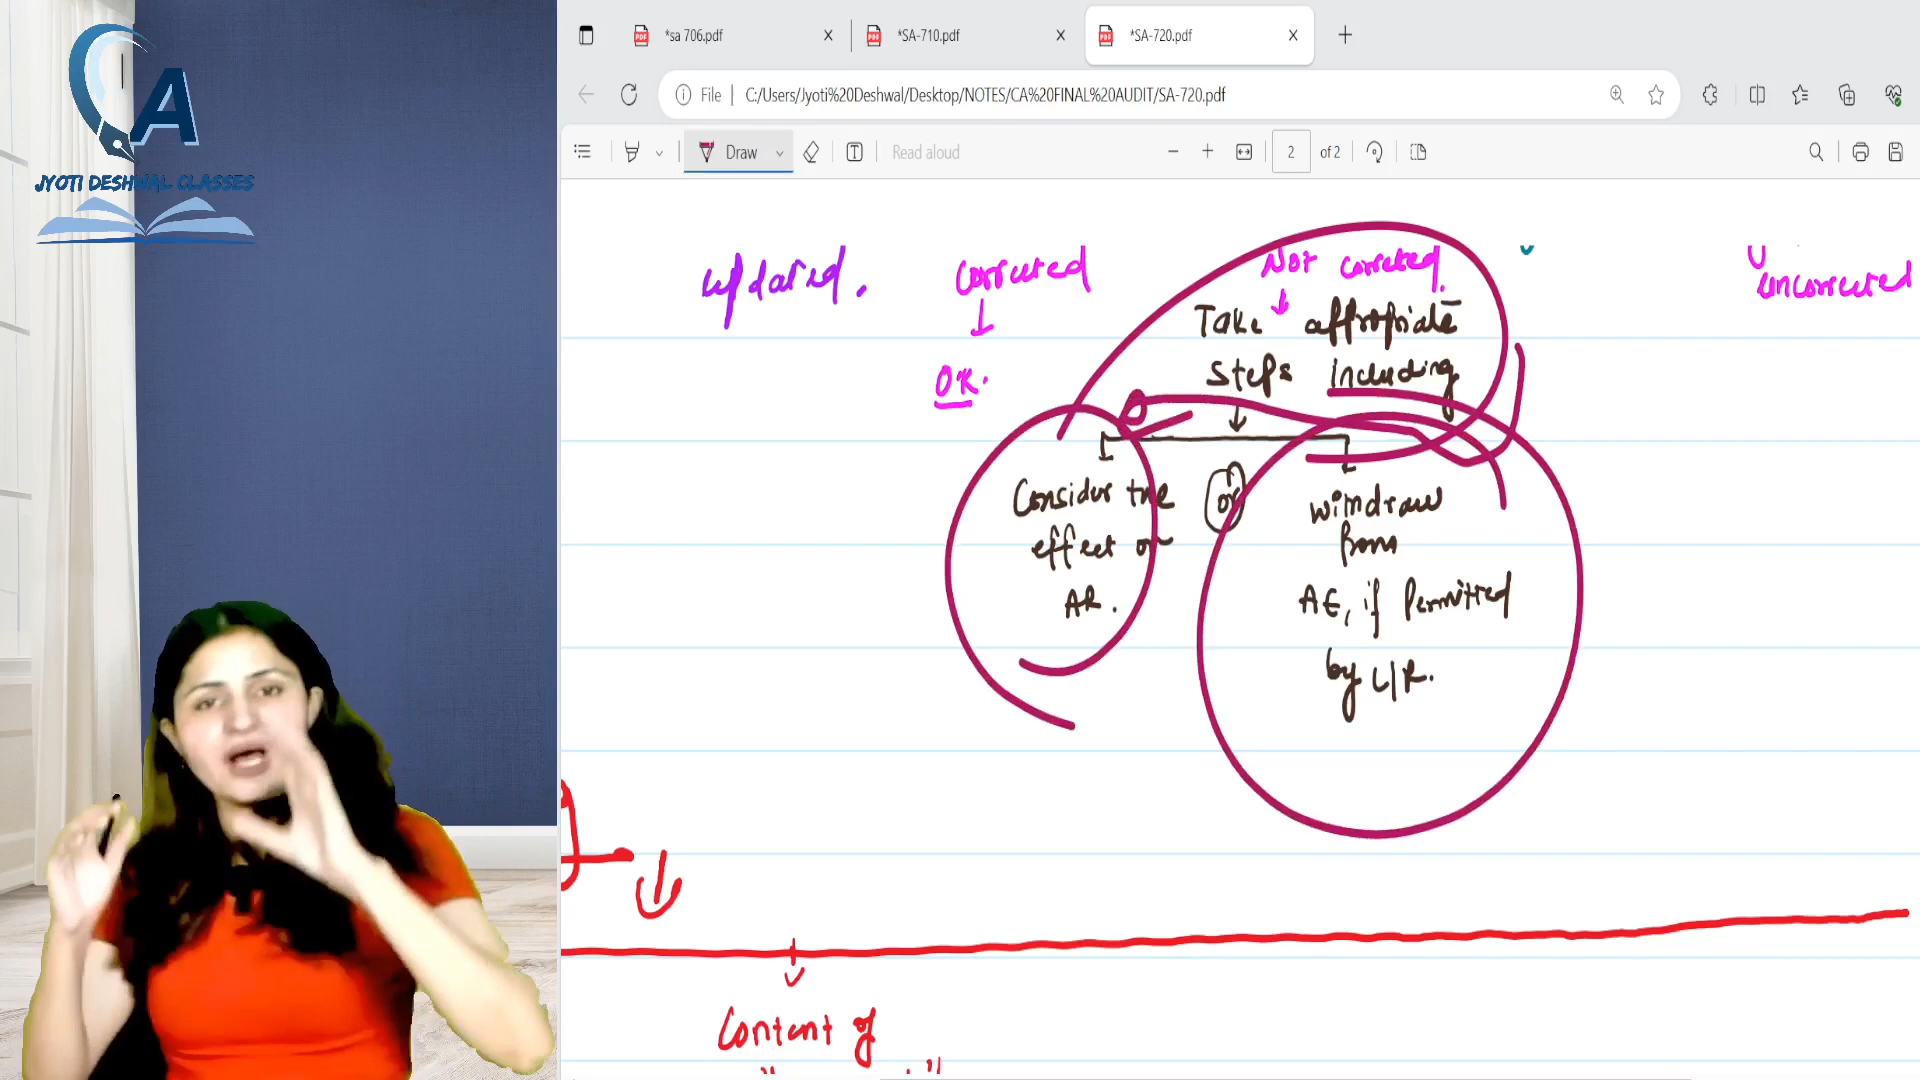 CA
JYOTI DESHWAL CLASSES
*sa 706.pdf
*SA-710.pdf
*SA-720.pdf
File
C:/Users/Jyoti%20Deshwal/Desktop/NOTES/CA%20FINAL%20AUDIT/SA-720.pdf
Draw
Read aloud
2
of 2
updated.
Corrected
OK.
Not corrected.
Take appropriate
steps including
uncorrected
Consider the
effect on
AR.
or
withdraw
from
AE, if permitted
by L/R.
Content of